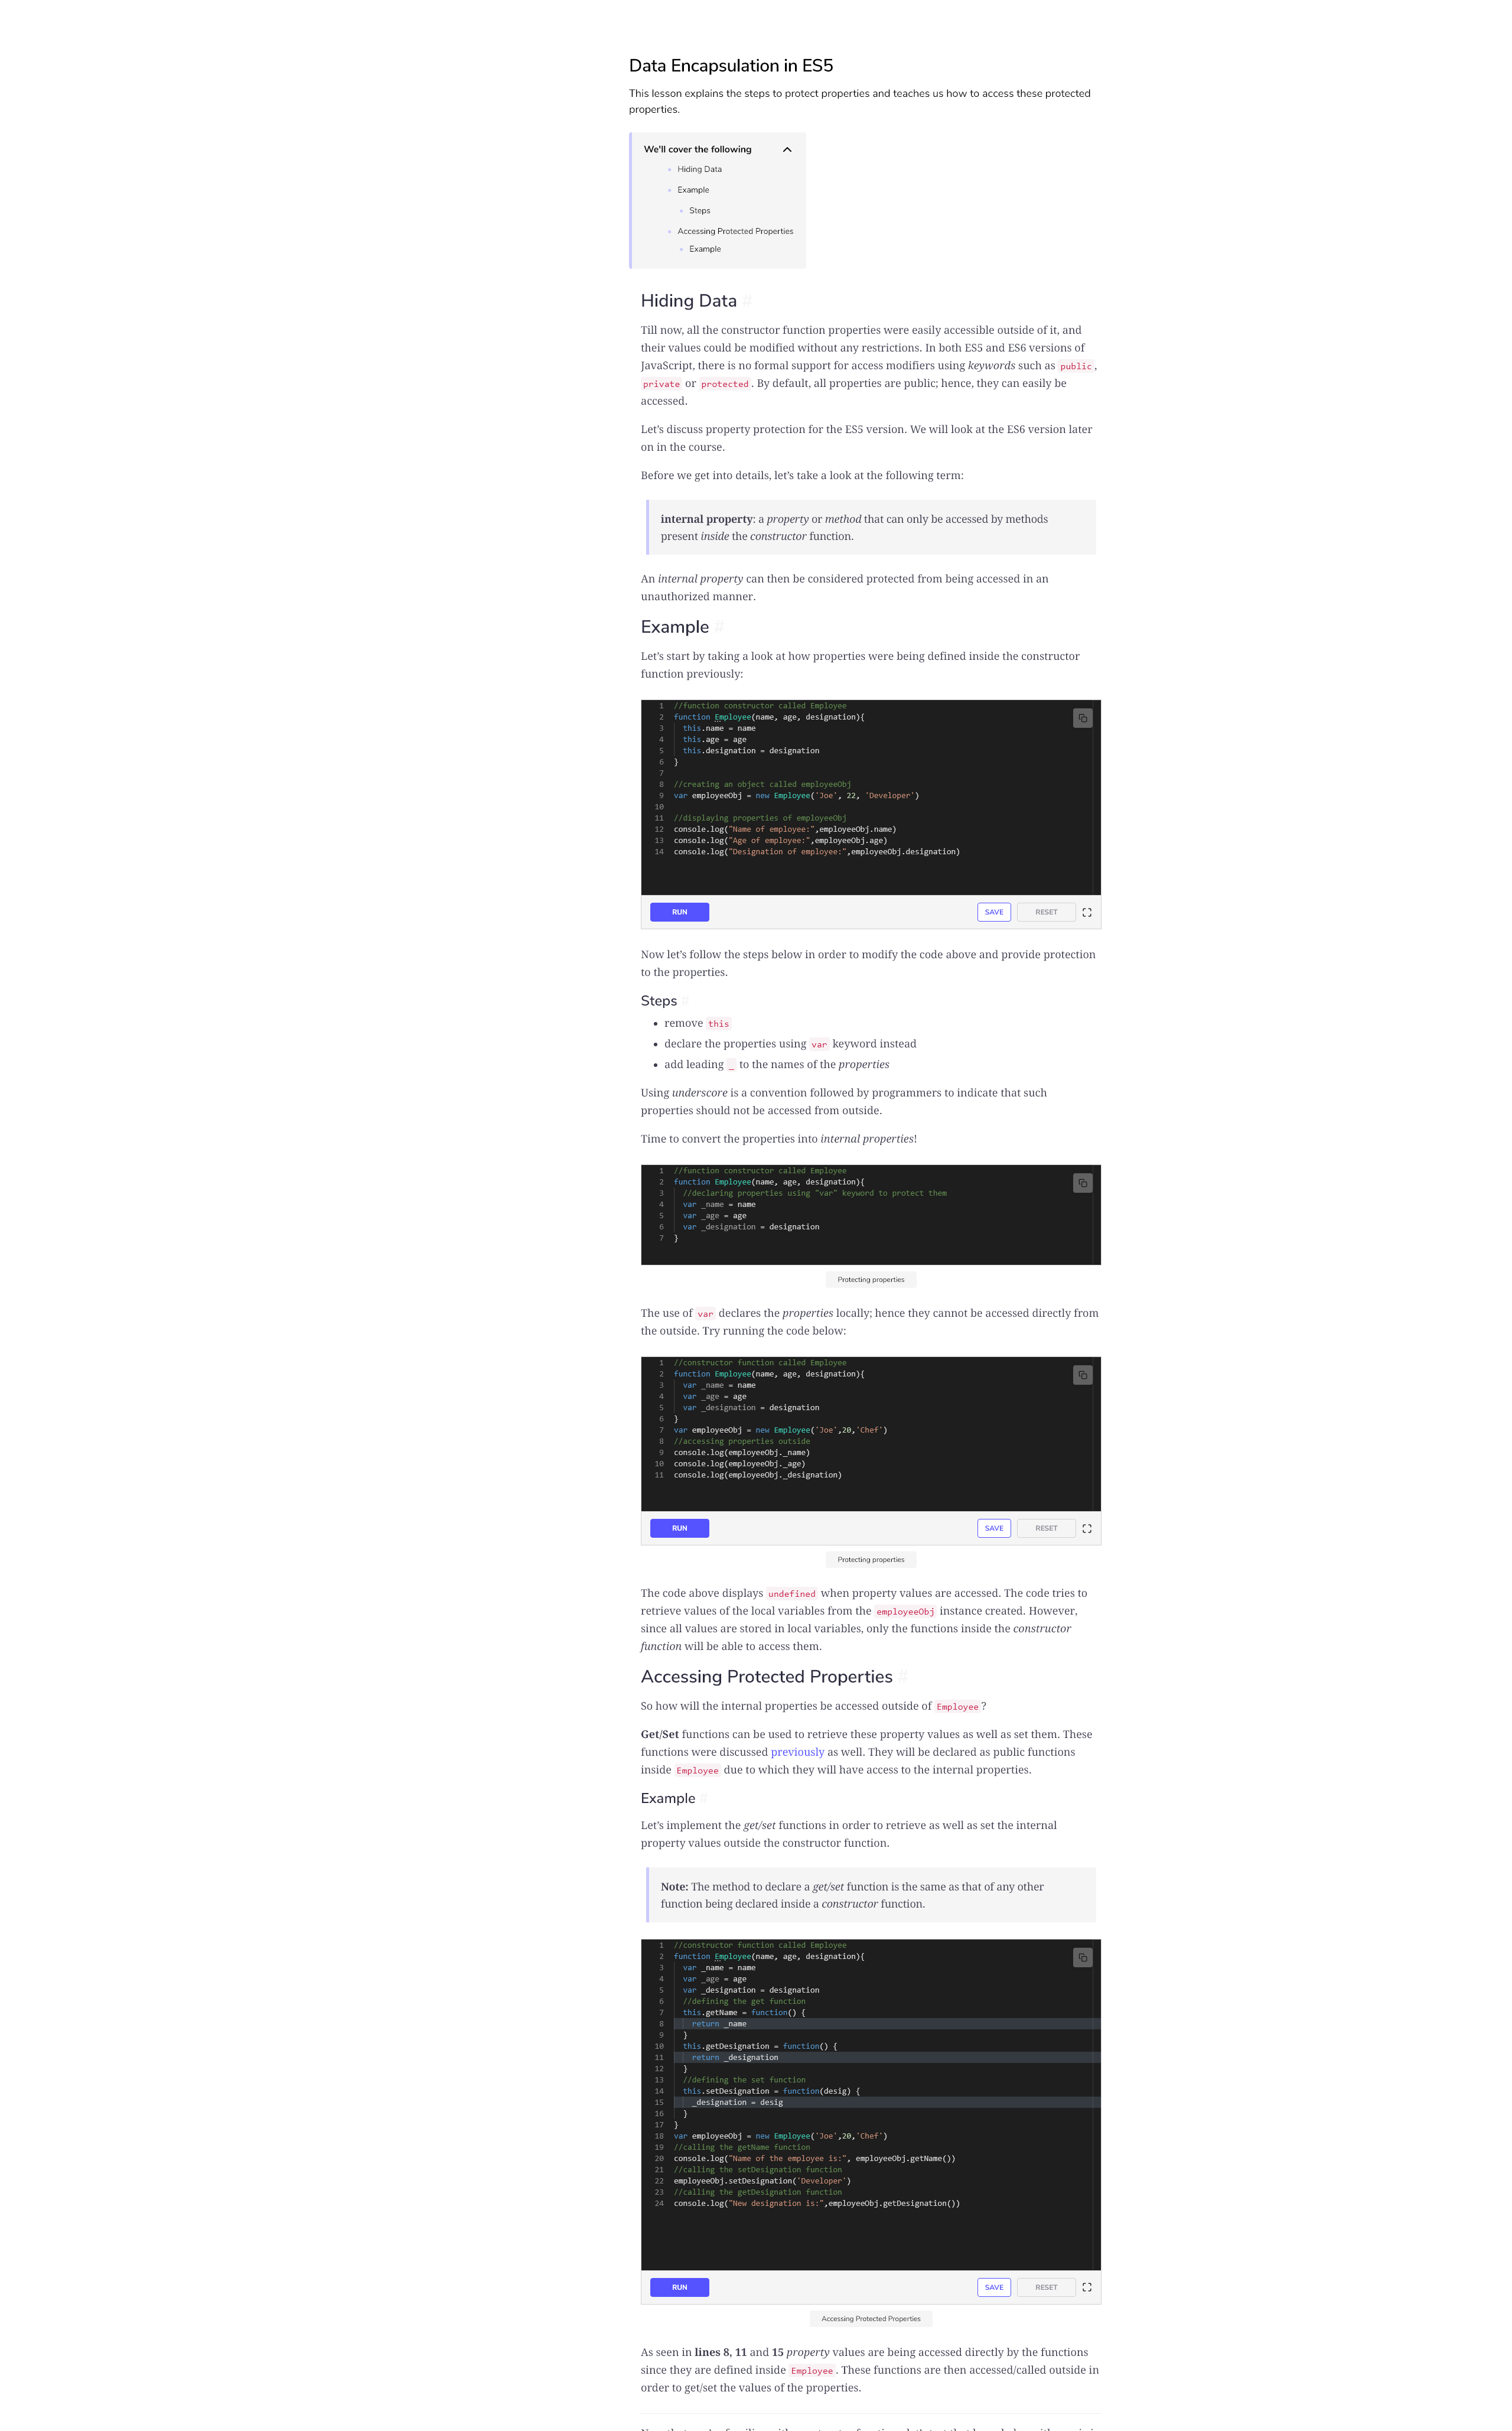 Data Encapsulation in ES5
This lesson explains the steps to protect properties and teaches us how to access these protected
properties.
We'll cover the following
Hiding Data
Example
Steps
Accessing Protected Properties
Example
Hiding Data #
Till now, all the constructor function properties were easily accessible outside of it, and
their values could be modified without any restrictions. In both ES5 and ES6 versions of
JavaScript, there is no formal support for access modifiers using keywords such as public,
private or protected. By default, all properties are public; hence, they can easily be
accessed.
Let's discuss property protection for the ES5 version. We will look at the ES6 version later
on in the course.
Before we get into details, let's take a look at the following term:
internal property: a property or method that can only be accessed by methods
present inside the constructor function.
An internal property can then be considered protected from being accessed in an
unauthorized manner.
Example #
Let's start by taking a look at how properties were being defined inside the constructor
function previously:
1 //function constructor called Employee
2 function Employee(name, age, designation){
3 this.name = name
4 this.age = age
5 this.designation = designation
6 }
7
8 //creating an object called employeeObj
9 var employeeObj = new Employee('Joe', 22, 'Developer')
10
11 //displaying properties of employeeObj
12 console.log("Name of employee:",employeeObj.name)
13 console.log("Age of employee:",employeeObj.age)
14 console.log("Designation of employee:",employeeObj.designation)
RUN SAVE RESET
Now let's follow the steps below in order to modify the code above and provide protection
to the properties.
Steps #
• remove this
• declare the properties using var keyword instead
• add leading _ to the names of the properties
Using underscore is a convention followed by programmers to indicate that such
properties should not be accessed from outside.
Time to convert the properties into internal properties!
1 //function constructor called Employee
2 function Employee(name, age, designation){
3 //declaring properties using "var" keyword to protect them
4 var _name = name
5 var _age = age
6 var _designation = designation
7 }
Protecting properties
The use of var declares the properties locally; hence they cannot be accessed directly from
the outside. Try running the code below:
1 //constructor function called Employee
2 function Employee(name, age, designation){
3 var _name = name
4 var _age = age
5 var _designation = designation
6 }
7 var employeeObj = new Employee('Joe',20,'Chef')
8 //accessing properties outside
9 console.log(employeeObj._name)
10 console.log(employeeObj._age)
11 console.log(employeeObj._designation)
RUN SAVE RESET
Protecting properties
The code above displays undefined when property values are accessed. The code tries to
retrieve values of the local variables from the employeeObj instance created. However,
since all values are stored in local variables, only the functions inside the constructor
function will be able to access them.
Accessing Protected Properties #
So how will the internal properties be accessed outside of Employee?
Get/Set functions can be used to retrieve these property values as well as set them. These
functions were discussed previously as well. They will be declared as public functions
inside Employee due to which they will have access to the internal properties.
Example #
Let's implement the get/set functions in order to retrieve as well as set the internal
property values outside the constructor function.
Note: The method to declare a get/set function is the same as that of any other
function being declared inside a constructor function.
1 //constructor function called Employee
2 function Employee(name, age, designation){
3 var _name = name
4 var _age = age
5 var _designation = designation
6 //defining the get function
7 this.getName = function() {
8 return _name
9 }
10 this.getDesignation = function() {
11 return _designation
12 }
13 //defining the set function
14 this.setDesignation = function(desig) {
15 _designation = desig
16 }
17 }
18 var employeeObj = new Employee('Joe',20,'Chef')
19 //calling the getName function
20 console.log("Name of the employee is:", employeeObj.getName())
21 //calling the setDesignation function
22 employeeObj.setDesignation('Developer')
23 //calling the getDesignation function
24 console.log("New designation is:",employeeObj.getDesignation())
RUN SAVE RESET
Accessing Protected Properties
As seen in lines 8, 11 and 15 property values are being accessed directly by the functions
since they are defined inside Employee. These functions are then accessed/called outside in
order to get/set the values of the properties.